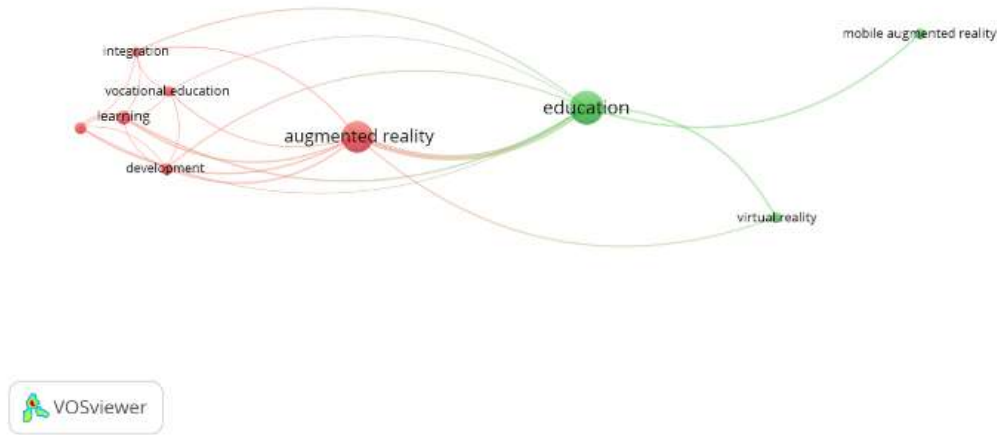 mobile augmented reality
integration
vocational education
education
learning
augmented reality
development
virtual reality
VOSviewer